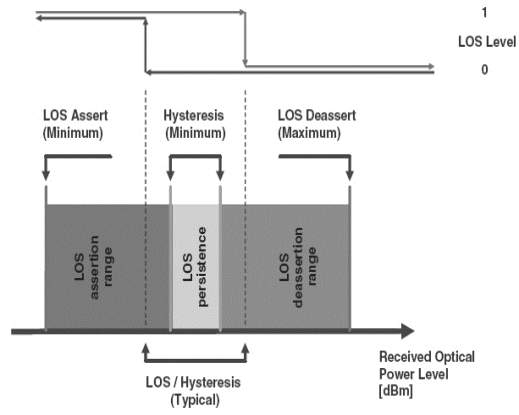 1
LOS Level
0
LOS Assert
(Minimum)
Hysteresis
(Minimum)
LOS Deassert
(Maximum)
LOS
assertion
range
LOS
persistence
LOS
deassertion
range
LOS / Hysteresis
(Typical)
Received Optical
Power Level
[dBm]